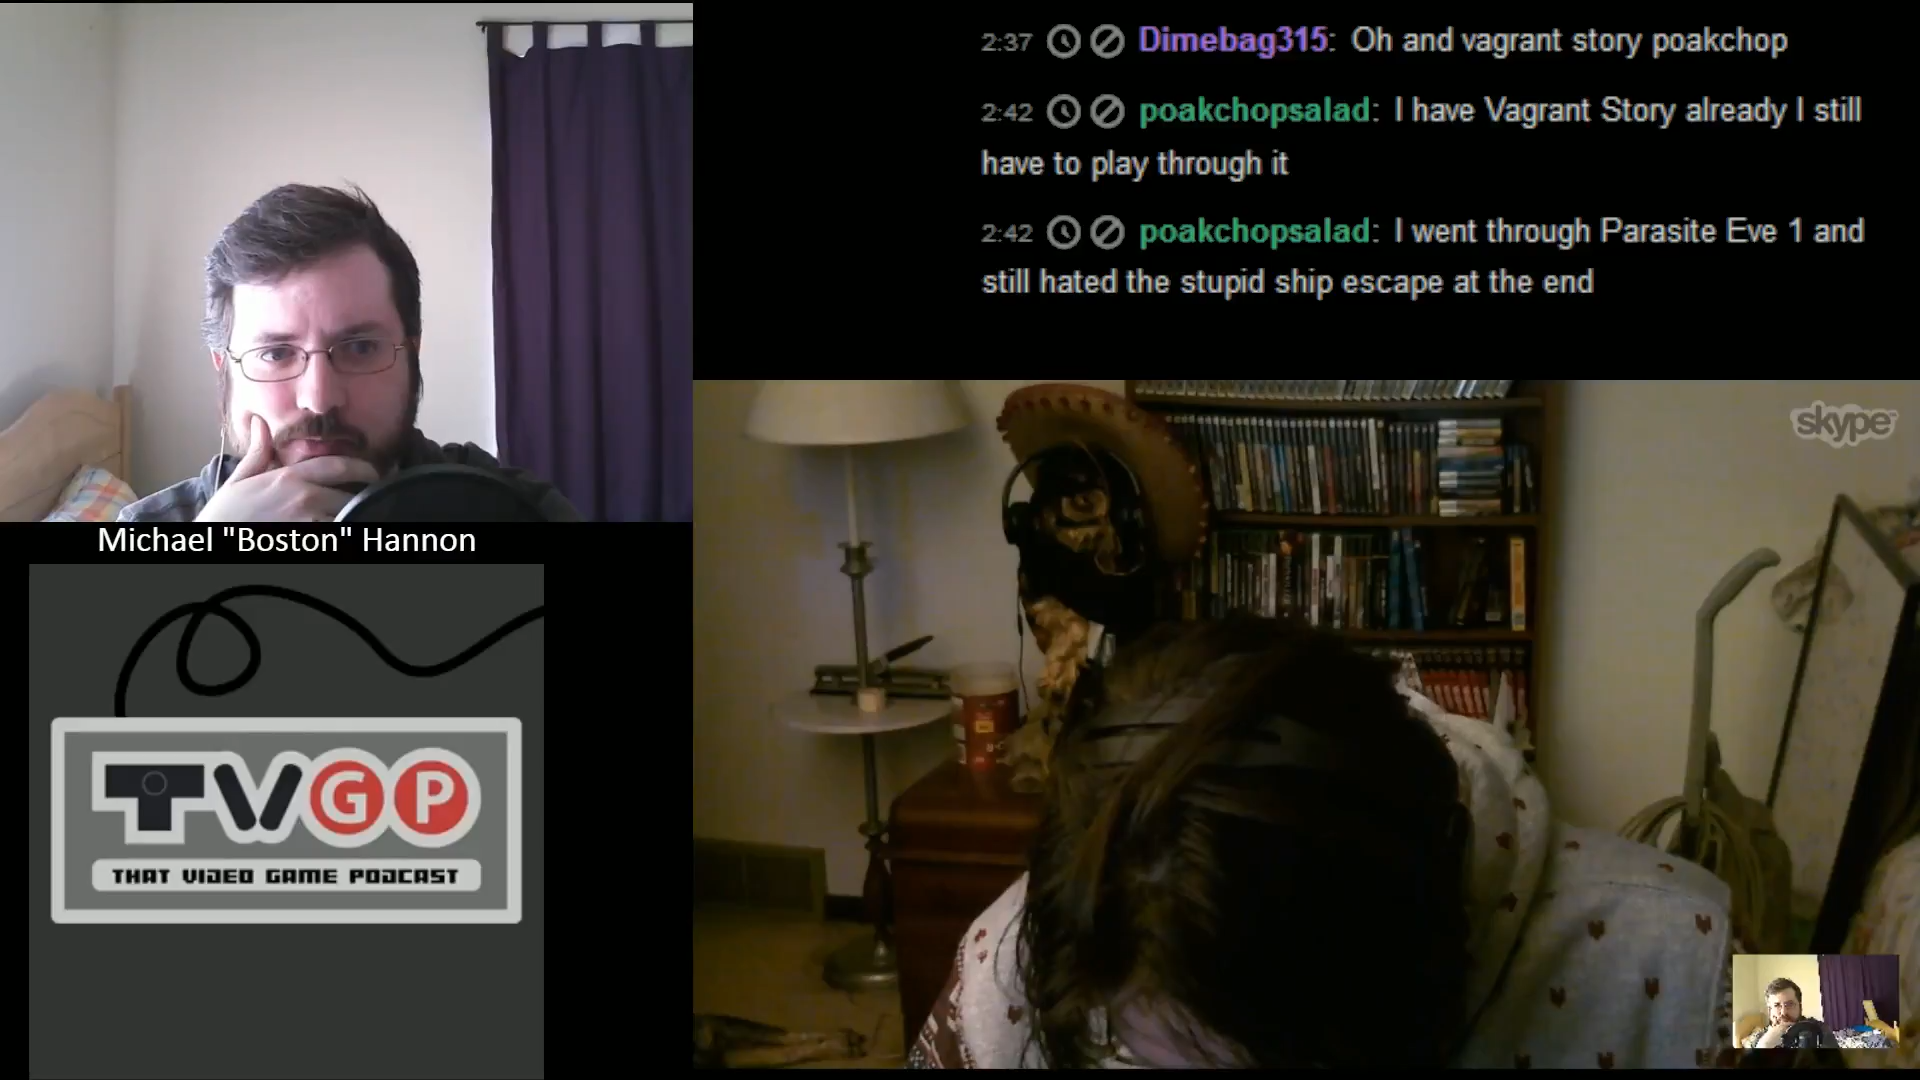 2:37 Dimebag315: Oh and vagrant story poakchop
2:42 poakchopsalad: I have Vagrant Story already I still
have to play through it
2:42 poakchopsalad: I went through Parasite Eve 1 and
still hated the stupid ship escape at the end
skype
Michael "Boston" Hannon
TVGP
THAT VIDEO GAME PODCAST